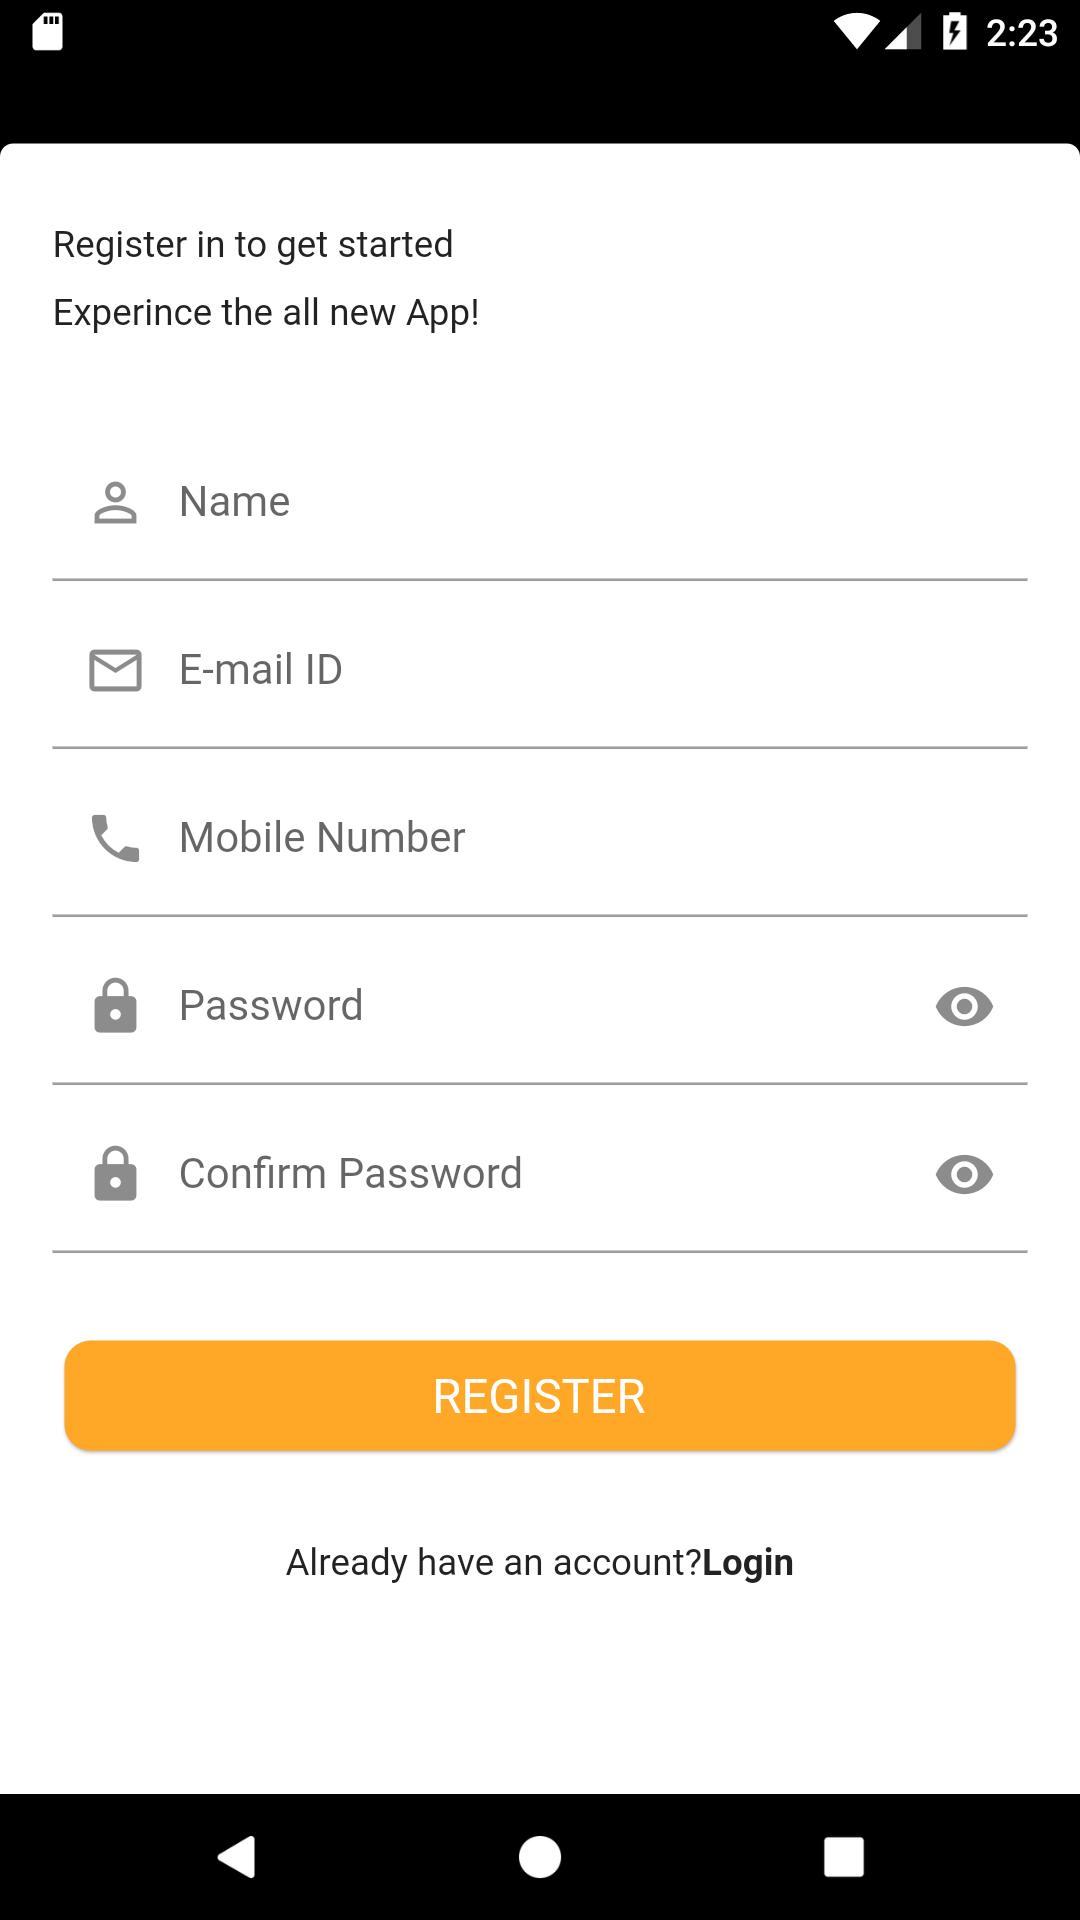 2:23
Register in to get started
Experince the all new App!
Name
E-mail ID
Mobile Number
Password
Confirm Password
REGISTER
Already have an account?Login